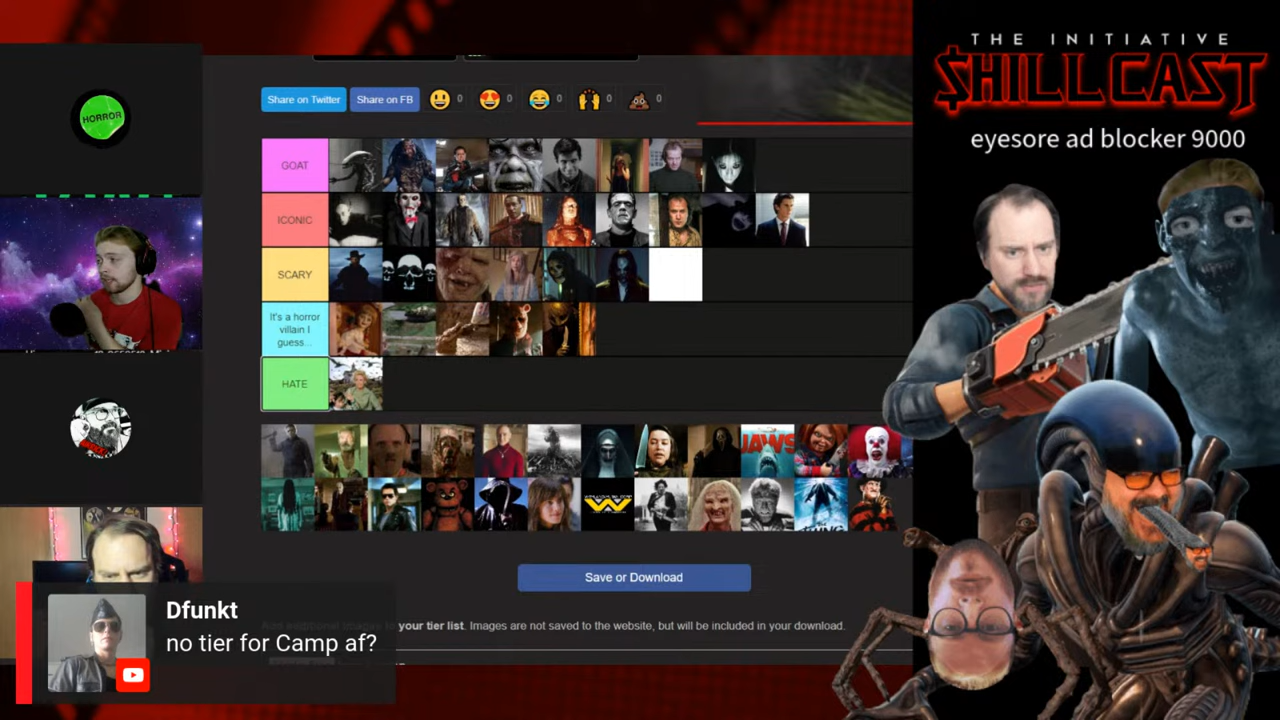 THE INITIATIVE
$HILLCAST
eyesore ad blocker 9000
HORROR
Share on Twitter
Share on FB
0
0
0
0
0
GOAT
ICONIC
SCARY
It's a horror
villain I
guess...
HATE
JAWS
Save or Download
your tier list. Images are not saved to the website, but will be included in your download.
Dfunkt
no tier for Camp af?